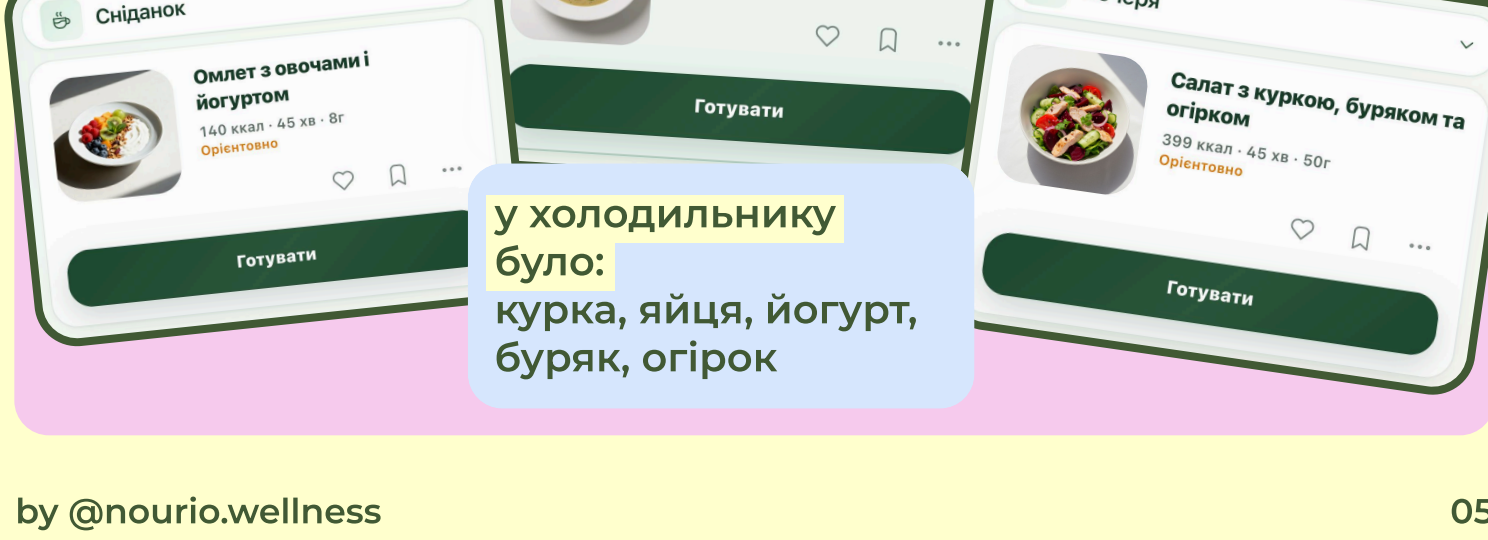 Сніданок
Омлет з овочами і
йогуртом
140 ккал · 45 хв · 8г
Орієнтовно
Готувати
Готувати
Салат з куркою, буряком та
огірком
399 ккал · 45 хв · 50г
Орієнтовно
Готувати
у холодильнику
було:
курка, яйця, йогурт,
буряк, огірок
by @nourio.wellness
05